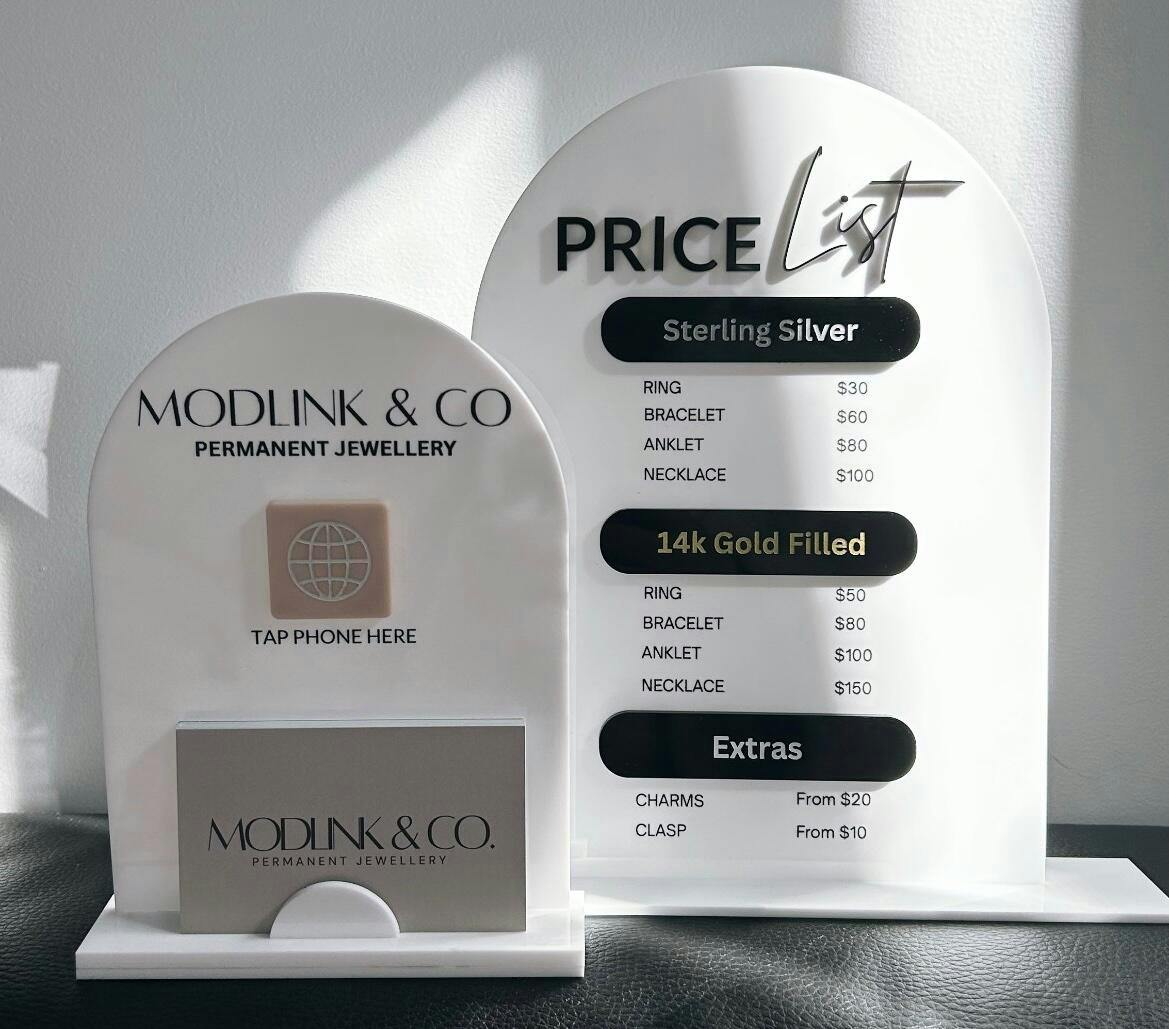 MODLINK & CO
PERMANENT JEWELLERY
TAP PHONE HERE
MODLINK & CO.
PERMANENT JEWELLERY
PRICE List
Sterling Silver
RING $30
BRACELET $60
ANKLET $80
NECKLACE $100
14k Gold Filled
RING $50
BRACELET $80
ANKLET $100
NECKLACE $150
Extras
CHARMS From $20
CLASP From $10